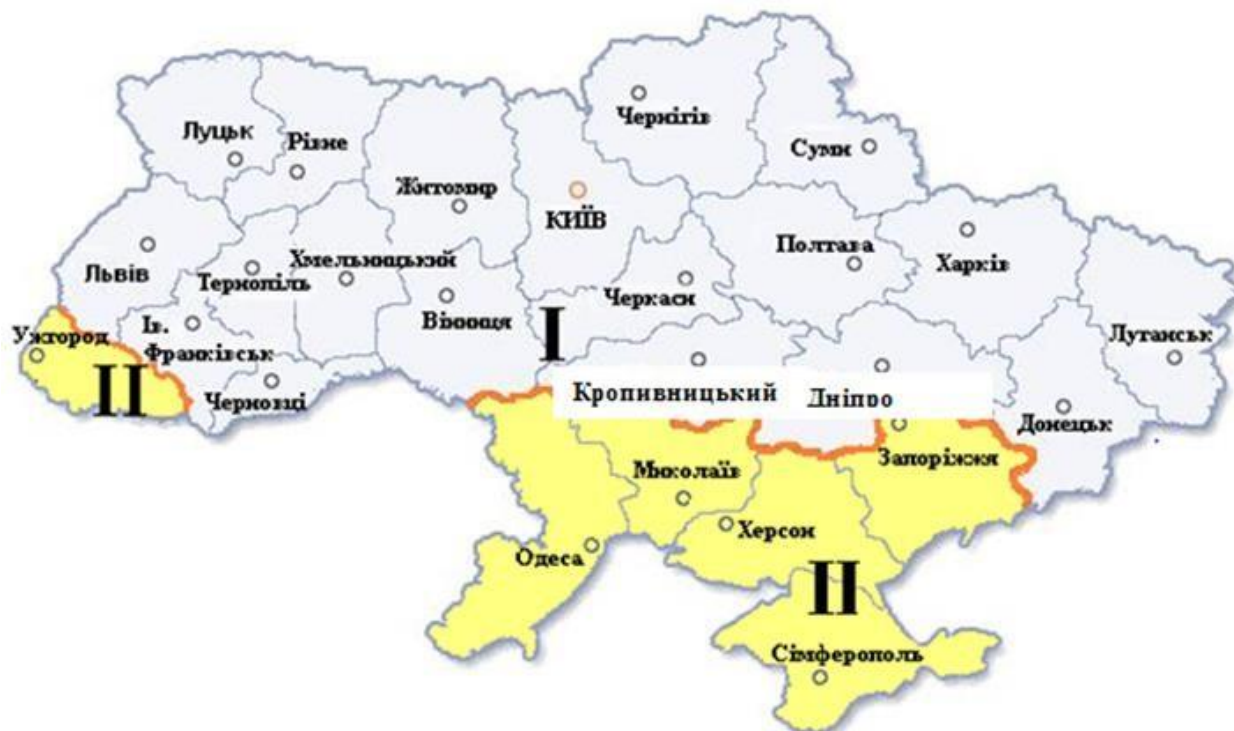 Чернігів
Луцьк
Рівне
Суми
Житомир
КИЇВ
Полтава
Харків
Львів
Тернопіль
Хмельницький
Черкаси
Вінниця
I
Ужгород
Ів.
Франківськ
Луганськ
II
Черновці
Кропивницький
Дніпро
Донецьк
Запоріжжя
Миколаїв
Херсон
Одеса
II
Сімферополь